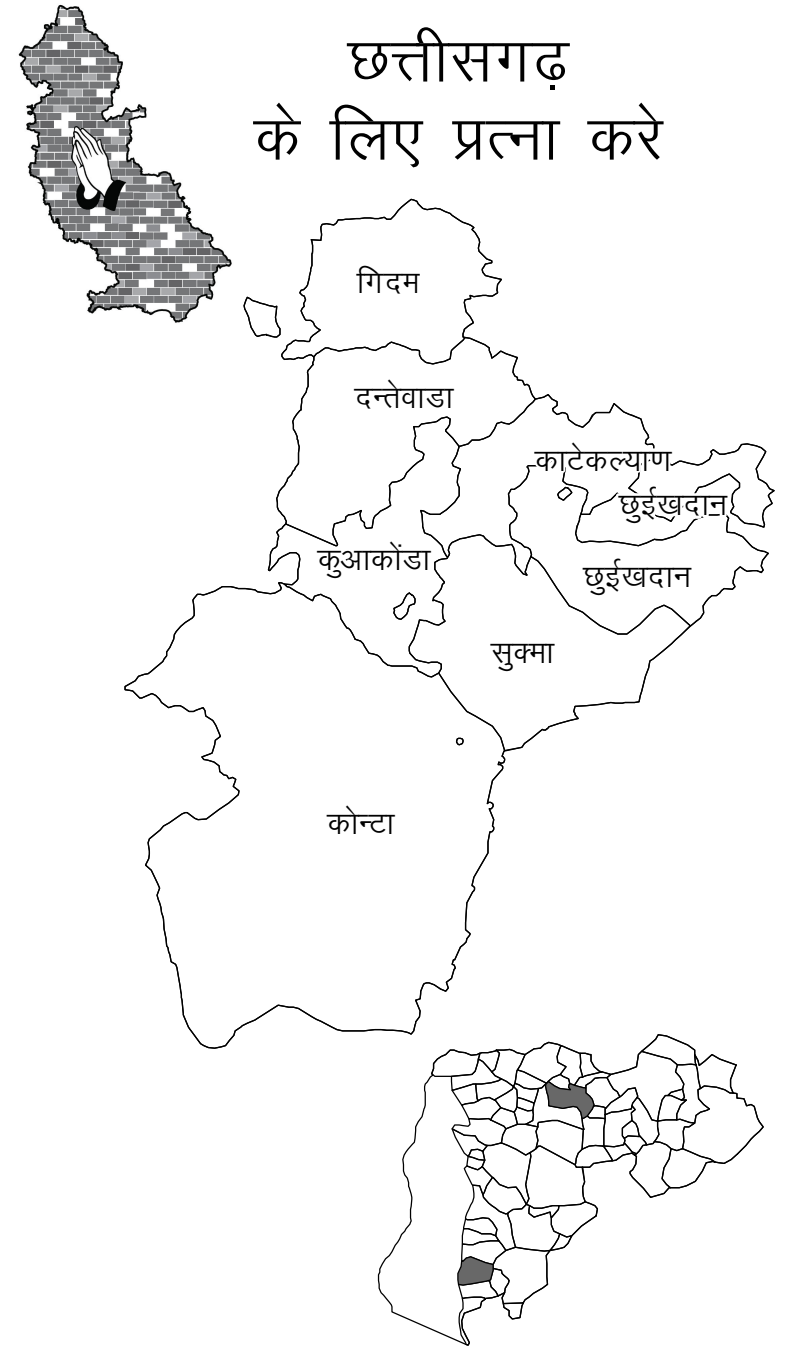 छत्तीसगढ़
के लिए प्रत्ना करे
गिदम
दन्तेवाडा
काटेकल्याण
छुईखदान
कुआकोंडा
छुईखदान
सुक्मा
कोन्टा